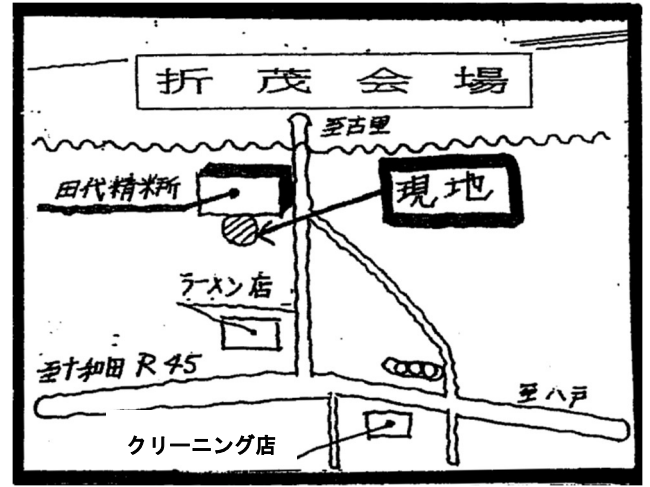 折茂会場
至古里
田代精米所
現地
ラーメン店
至十和田 R45
至八戸
クリーニング店